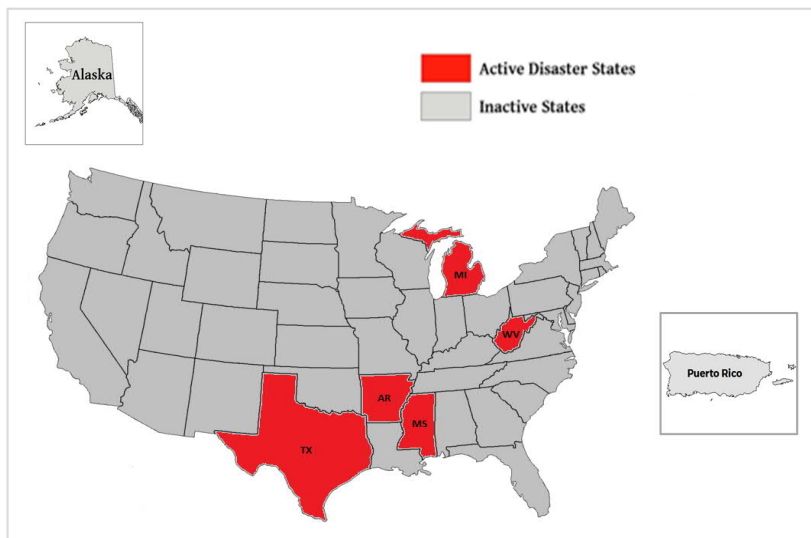 Alaska
Active Disaster States
Inactive States
MI
WV
AR
MS
TX
Puerto Rico